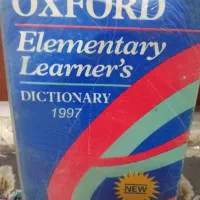 OXFORD
Elementary
Learner's
DICTIONARY
1997
NEW